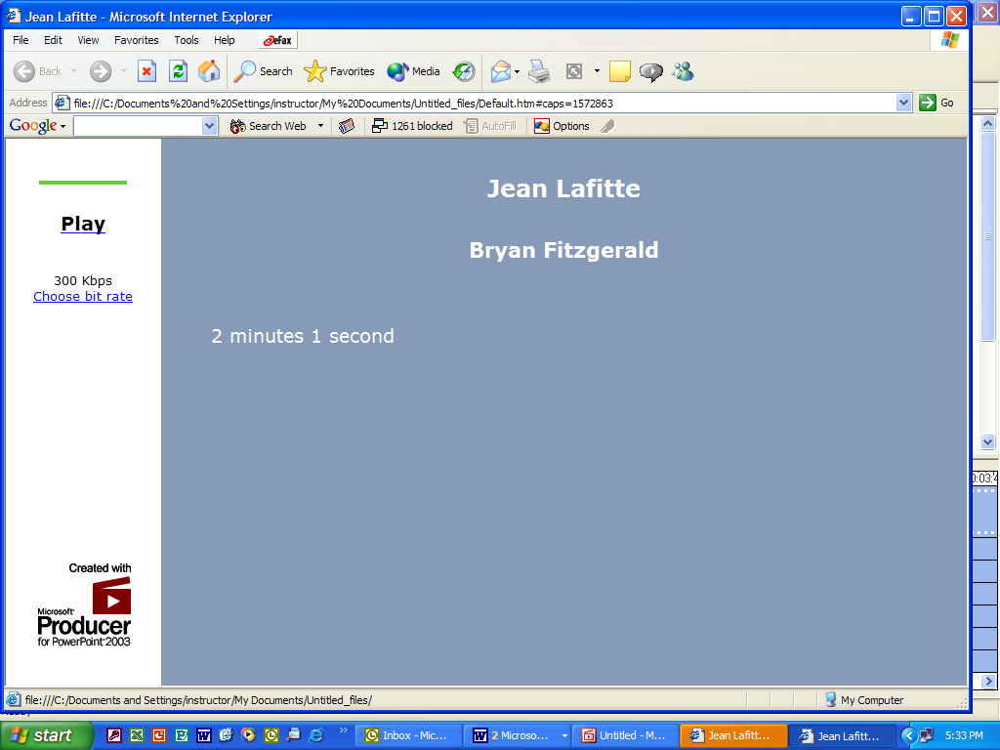 Jean Lafitte - Microsoft Internet Explorer
File Edit View Favorites Tools Help eFax
Back Search Favorites Media
Address file:///C:/Documents%20and%20Settings/instructor/My%20Documents/Untitled_files/Default.htm#caps=1572863 Go
Google Search Web 1261 blocked AutoFill Options
Jean Lafitte
Play
Bryan Fitzgerald
300 Kbps
Choose bit rate
2 minutes 1 second
Created with
Microsoft
Producer
for PowerPoint 2003
file:///C:/Documents and Settings/instructor/My Documents/Untitled_files/ My Computer
start Inbox - Mic... 2 Microso... Untitled - M... Jean Lafitt... Jean Lafitt... 5:33 PM